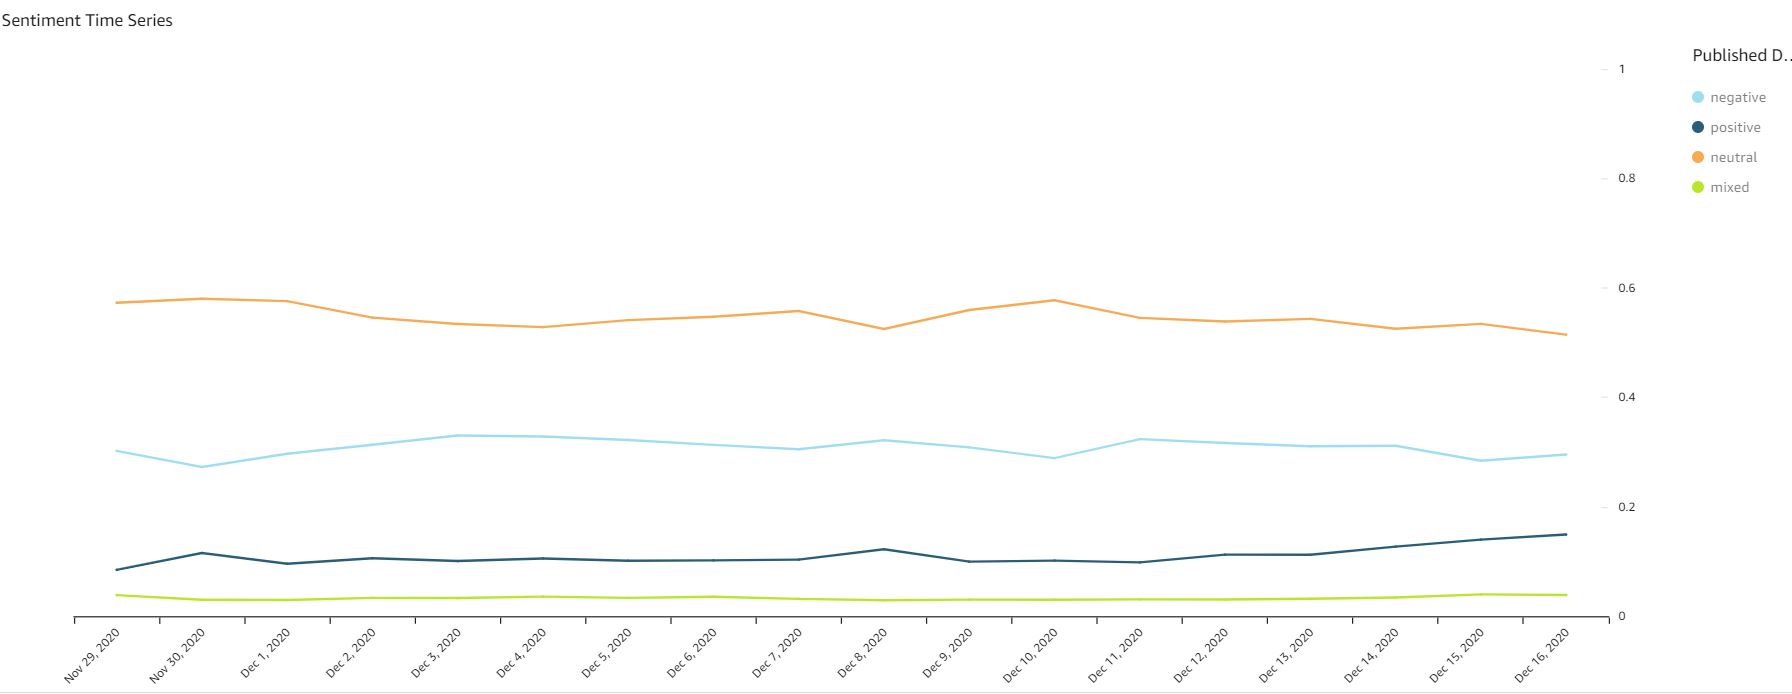 Sentiment Time Series
Published D...
negative
positive
neutral
mixed
1
0.8
0.6
0.4
0.2
0
Nov 29, 2020
Nov 30, 2020
Dec 1, 2020
Dec 2, 2020
Dec 3, 2020
Dec 4, 2020
Dec 5, 2020
Dec 6, 2020
Dec 7, 2020
Dec 8, 2020
Dec 9, 2020
Dec 10, 2020
Dec 11, 2020
Dec 12, 2020
Dec 13, 2020
Dec 14, 2020
Dec 15, 2020
Dec 16, 2020